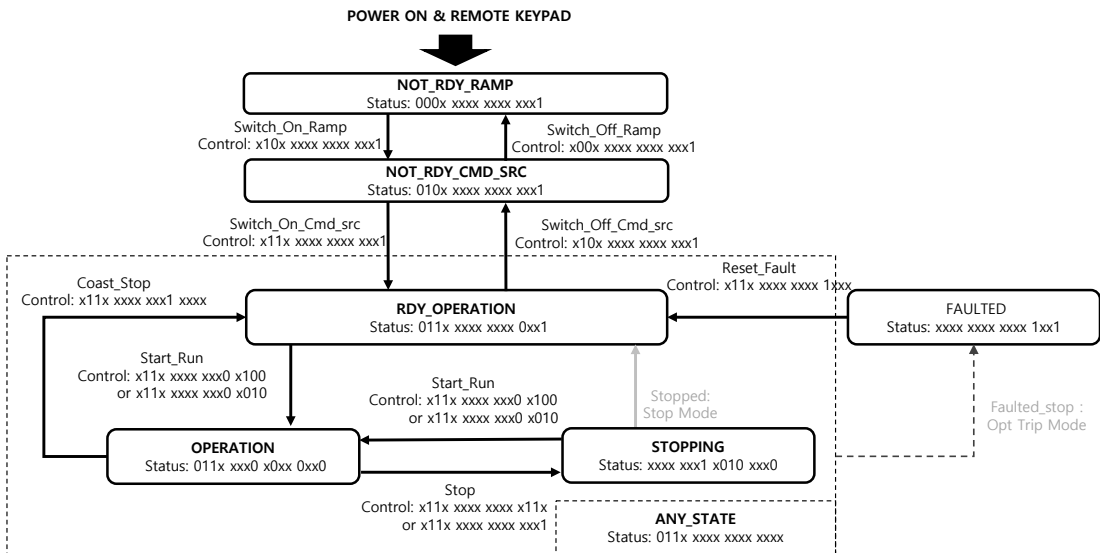 POWER ON & REMOTE KEYPAD
NOT_RDY_RAMP
Status: 000x xxxx xxxx xxx1
Switch_On_Ramp
Control: x10x xxxx xxxx xxx1
Switch_Off_Ramp
Control: x00x xxxx xxxx xxx1
NOT_RDY_CMD_SRC
Status: 010x xxxx xxxx xxx1
Switch_On_Cmd_src
Control: x11x xxxx xxxx xxx1
Switch_Off_Cmd_src
Control: x10x xxxx xxxx xxx1
Coast_Stop
Control: x11x xxxx xxx1 xxxx
Reset_Fault
Control: x11x xxxx xxxx 1xxx
RDY_OPERATION
Status: 011x xxxx xxxx 0xx1
FAULTED
Status: xxxx xxxx xxxx 1xx1
Start_Run
Control: x11x xxxx xxx0 x100
or x11x xxxx xxx0 x010
Start_Run
Control: x11x xxxx xxx0 x100
or x11x xxxx xxx0 x010
Stopped:
Stop Mode
Faulted_stop :
Opt Trip Mode
OPERATION
Status: 011x xxx0 x0xx 0xx0
STOPPING
Status: xxxx xxx1 x010 xxx0
Stop
Control: x11x xxxx xxxx x11x
or x11x xxxx xxxx xxx1
ANY_STATE
Status: 011x xxxx xxxx xxxx